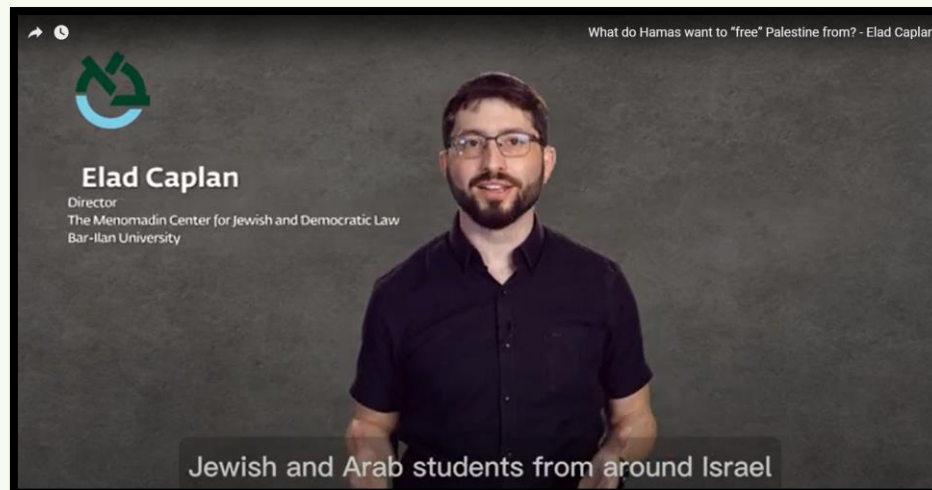 What do Hamas want to “free” Palestine from? - Elad Caplan
Elad Caplan
Director
The Menomadin Center for Jewish and Democratic Law
Bar-Ilan University
Jewish and Arab students from around Israel